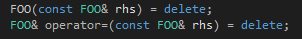 FOO(const FOO& rhs) = delete;
FOO& operator=(const FOO& rhs) = delete;